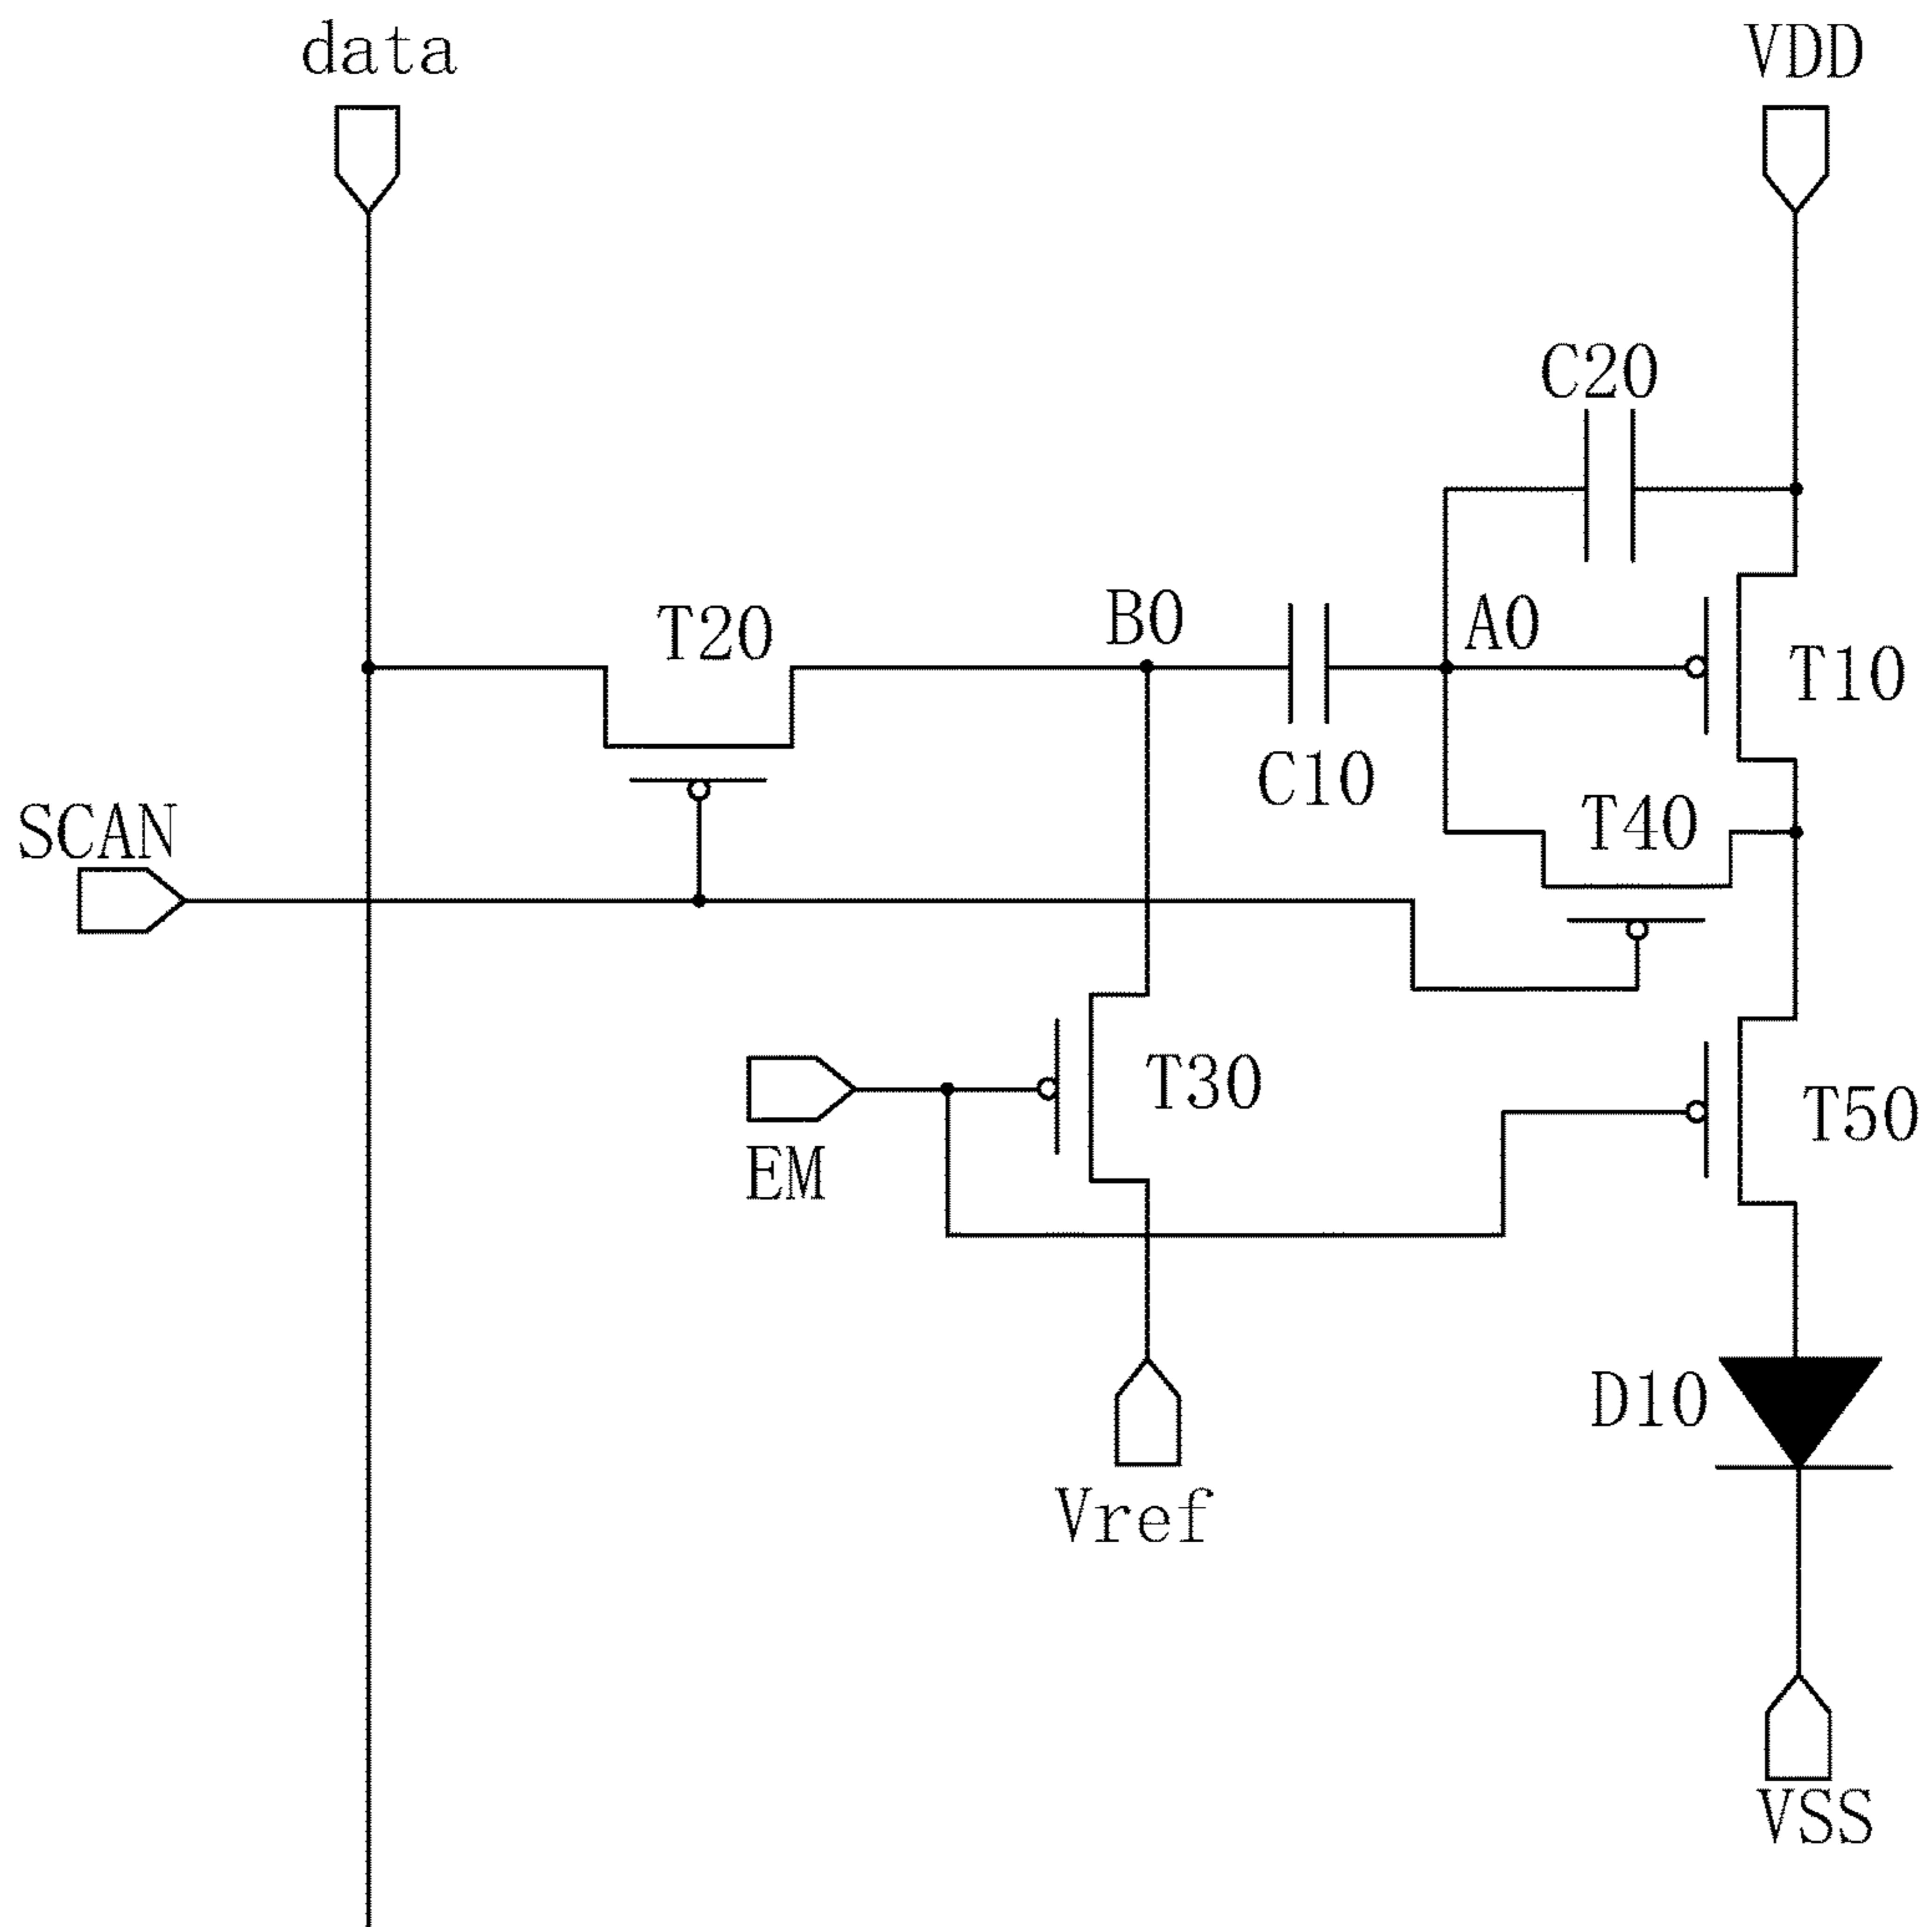 data
VDD
C20
T20
B0
A0
T10
C10
T40
SCAN
T30
T50
EM
D10
Vref
VSS